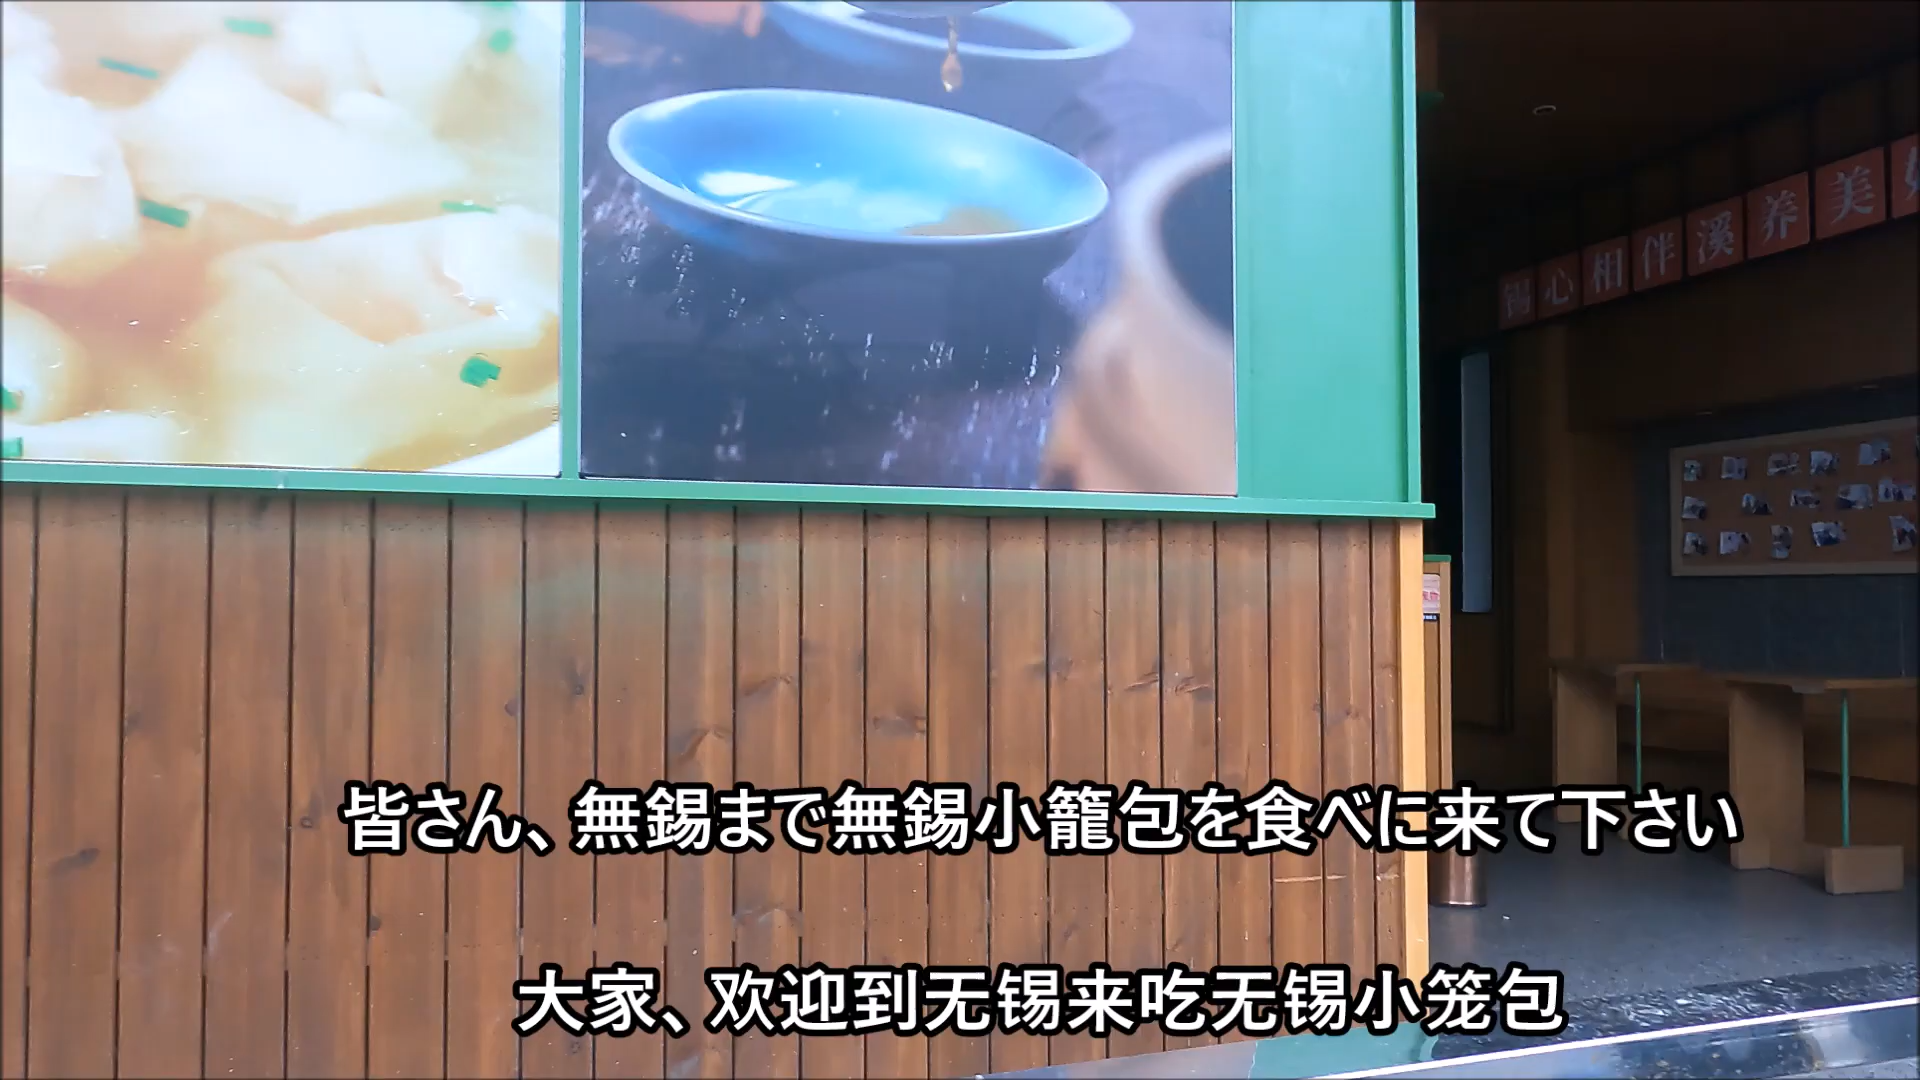 锡心相伴溪养美
皆さん、無錫まで無錫小籠包を食べに来て下さい
大家、欢迎到无锡来吃无锡小笼包